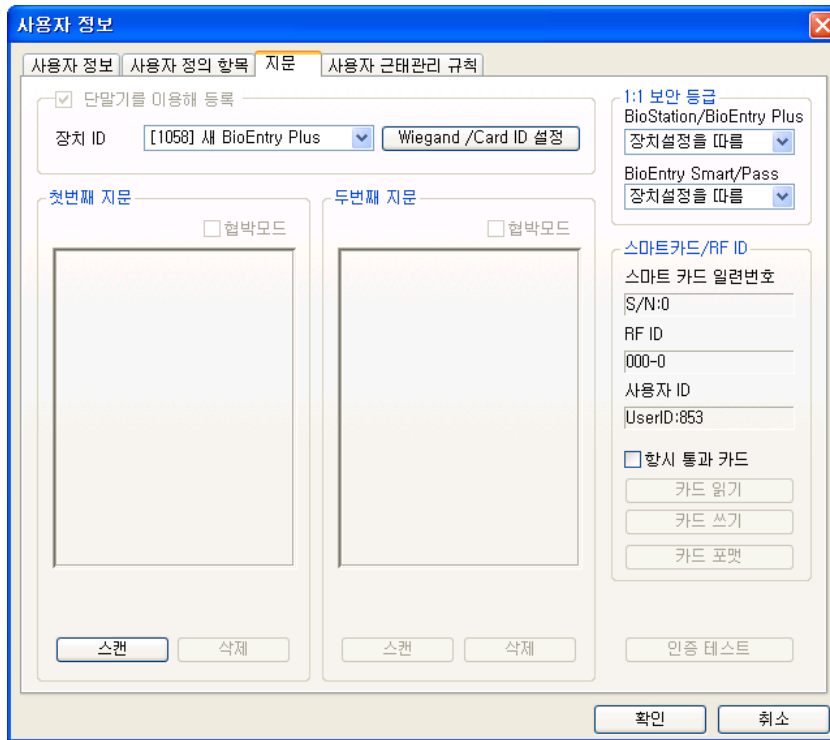 사용자 정보
사용자 정보 사용자 정의 항목 지문 사용자 근태관리 규칙
단말기를 이용해 등록
장치 ID [1058] 새 BioEntry Plus Wiegand /Card ID 설정
1:1 보안 등급
BioStation/BioEntry Plus
장치설정을 따름
BioEntry Smart/Pass
장치설정을 따름
첫번째 지문
협박모드
스캔 삭제
두번째 지문
협박모드
스캔 삭제
스마트카드/RF ID
스마트 카드 일련번호
S/N:0
RF ID
000-0
사용자 ID
UserID:853
항시 통과 카드
카드 읽기
카드 쓰기
카드 포맷
인증 테스트
확인 취소